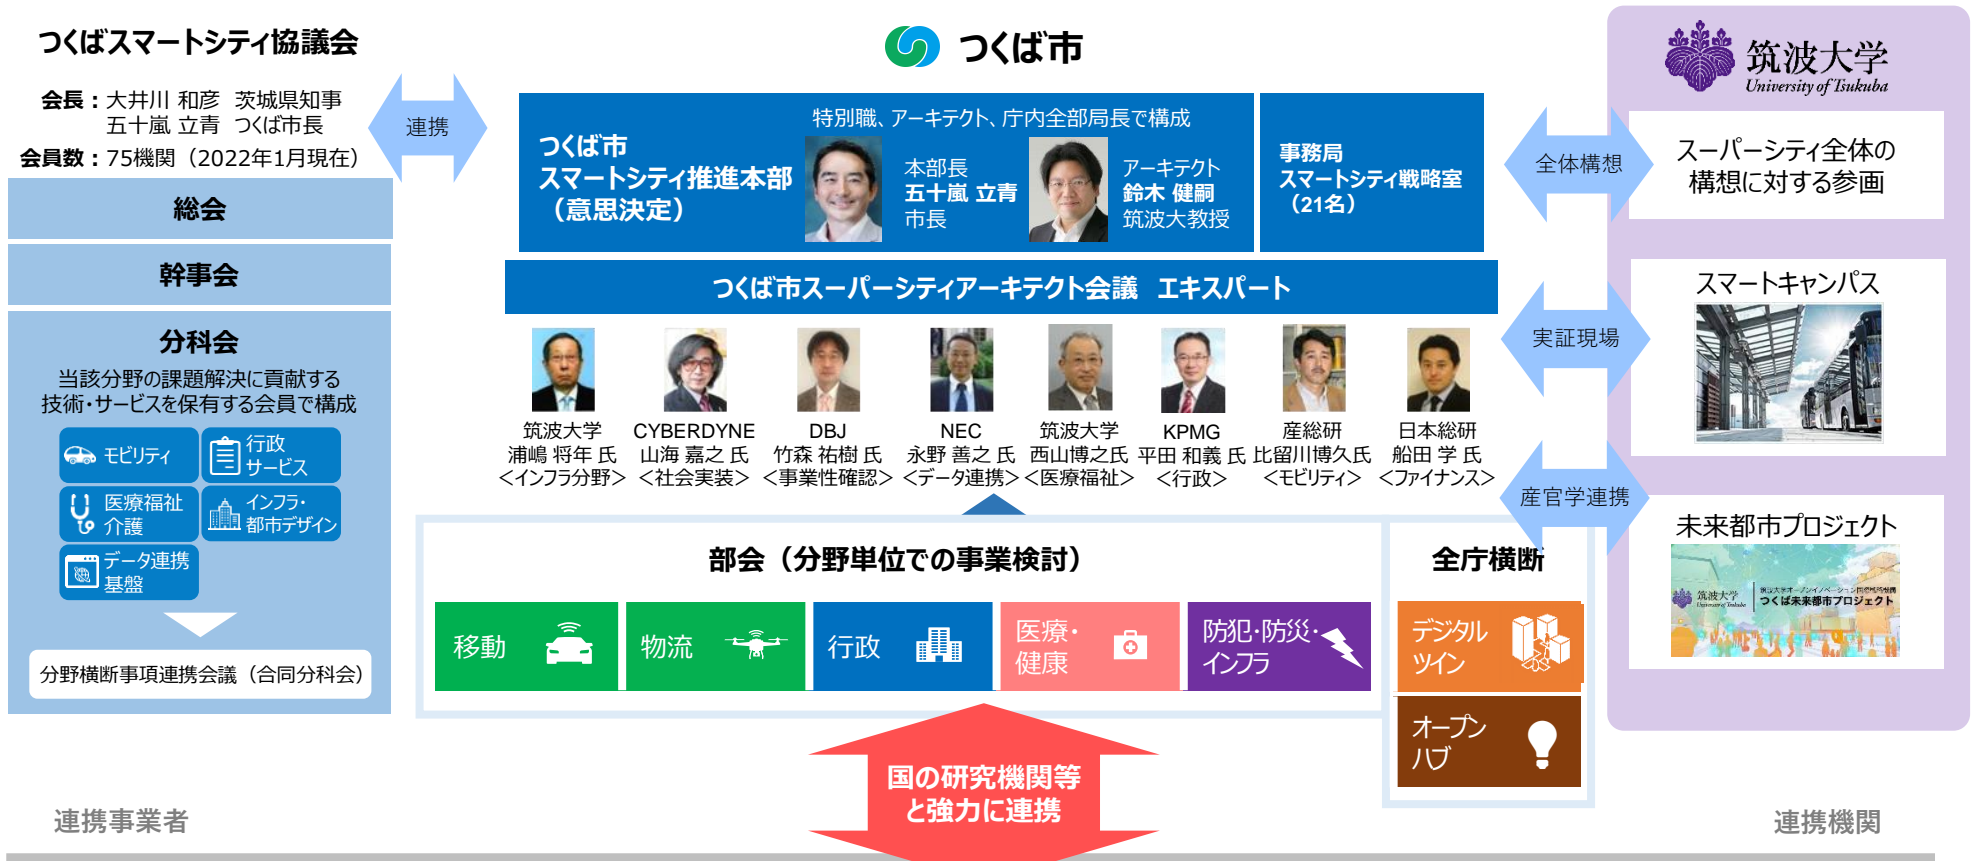 つくばスマートシティ協議会
会長：大井川 和彦 茨城県知事
五十嵐 立青 つくば市長
会員数：75機関（2022年1月現在）
総会
幹事会
分科会
当該分野の課題解決に貢献する
技術・サービスを保有する会員で構成
モビリティ
行政
サービス
医療福祉
介護
インフラ・
都市デザイン
データ連携
基盤
分野横断事項連携会議（合同分科会）
連携事業者
連携
つくば市
つくば市
スマートシティ推進本部
（意思決定）
特別職、アーキテクト、庁内全部局長で構成
本部長
五十嵐 立青
市長
アーキテクト
鈴木 健嗣
筑波大教授
事務局
スマートシティ戦略室
（21名）
つくば市スーパーシティアーキテクト会議 エキスパート
筑波大学
浦嶋 将年 氏
＜インフラ分野＞
CYBERDYNE
山海 嘉之 氏
＜社会実装＞
DBJ
竹森 祐樹 氏
＜事業性確認＞
NEC
永野 善之 氏
＜データ連携＞
筑波大学
西山博之氏
＜医療福祉＞
KPMG
平田 和義 氏
＜行政＞
産総研
比留川博久氏
＜モビリティ＞
日本総研
船田 学 氏
＜ファイナンス＞
部会（分野単位での事業検討）
移動
物流
行政
医療・
健康
防犯・防災・
インフラ
全庁横断
デジタル
ツイン
オープン
ハブ
国の研究機関等
と強力に連携
全体構想
実証現場
産官学連携
筑波大学
University of Tsukuba
スーパーシティ全体の
構想に対する参画
スマートキャンパス
未来都市プロジェクト
筑波大学
University of Tsukuba
つくば未来都市プロジェクト
連携機関